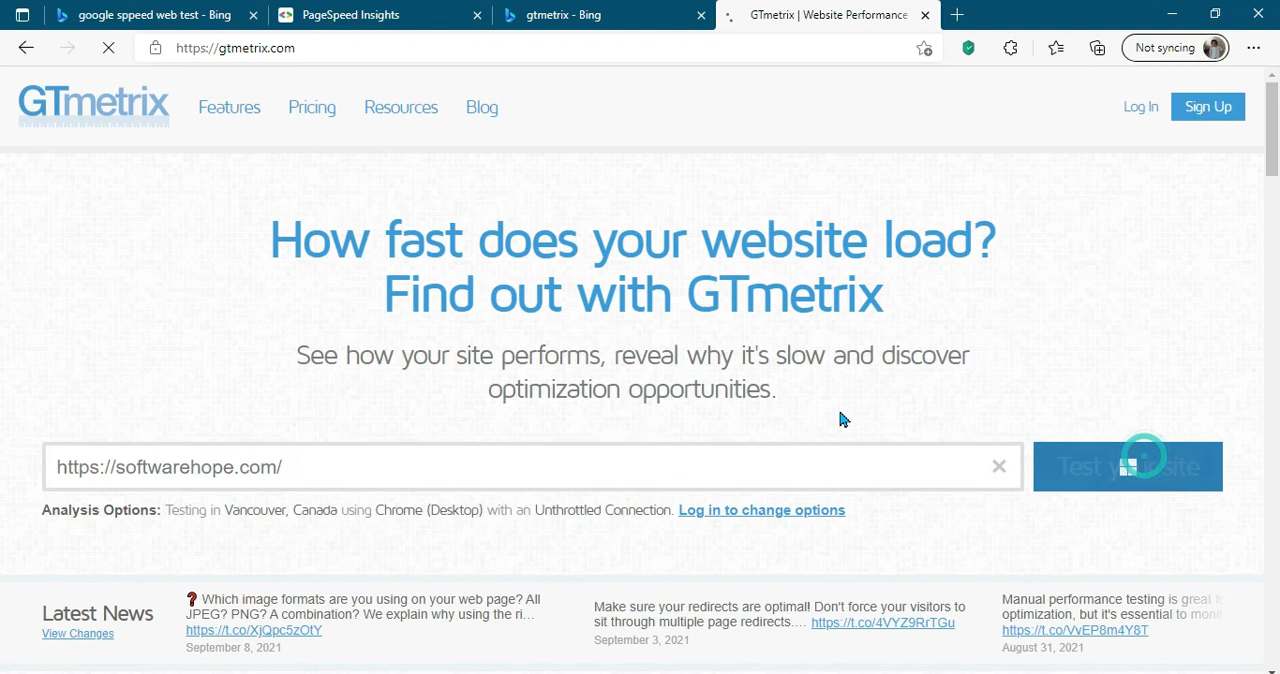 google sppeed web test - Bing
PageSpeed Insights
gtmetrix - Bing
GTmetrix | Website Performance
https://gtmetrix.com
Not syncing
GTmetrix
Features
Pricing
Resources
Blog
Log In
Sign Up
How fast does your website load?
Find out with GTmetrix
See how your site performs, reveal why it's slow and discover
optimization opportunities.
https://softwarehope.com/
Test your site
Analysis Options: Testing in Vancouver, Canada using Chrome (Desktop) with an Unthrottled Connection. Log in to change options
Latest News
View Changes
❓ Which image formats are you using on your web page? All
JPEG? PNG? A combination? We explain why using the ri...
https://t.co/XjQpc5zOtY
September 8, 2021
Make sure your redirects are optimal! Don't force your visitors to
sit through multiple page redirects.... https://t.co/4VYZ9RrTGu
September 3, 2021
Manual performance testing is great f
optimization, but it's essential to moni
https://t.co/VvEP8m4Y8T
August 31, 2021